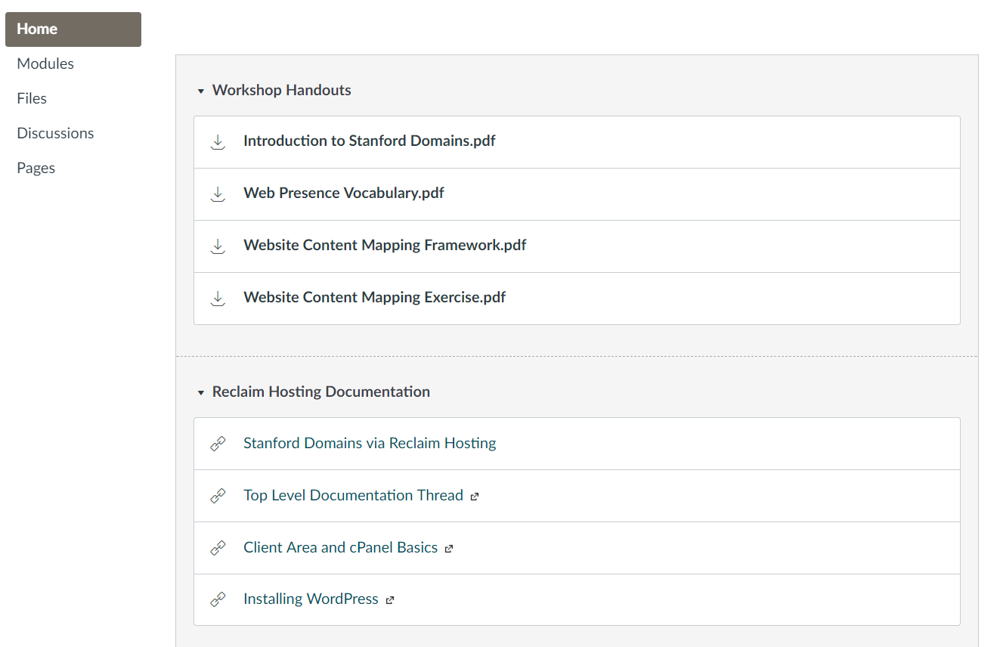 Home
Modules
Files
Discussions
Pages
Workshop Handouts
Introduction to Stanford Domains.pdf
Web Presence Vocabulary.pdf
Website Content Mapping Framework.pdf
Website Content Mapping Exercise.pdf
Reclaim Hosting Documentation
Stanford Domains via Reclaim Hosting
Top Level Documentation Thread
Client Area and cPanel Basics
Installing WordPress